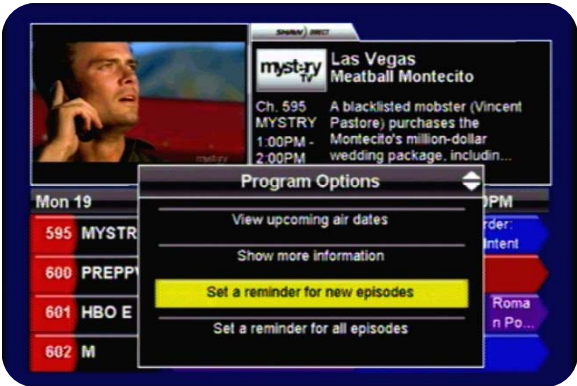 SHAW) DIRECT
mystery
TV
Las Vegas
Meatball Montecito
Ch. 595
MYSTRY
1:00PM -
2:00PM
A blacklisted mobster (Vincent
Pastore) purchases the
Montecito's million-dollar
wedding package, includin...
mystery
Program Options
View upcoming air dates
Show more information
Set a reminder for new episodes
Set a reminder for all episodes
Mon 19
PM
595 MYSTR
rder:
Intent
600 PREPPV
601 HBO E
Roma
n Po...
602 M